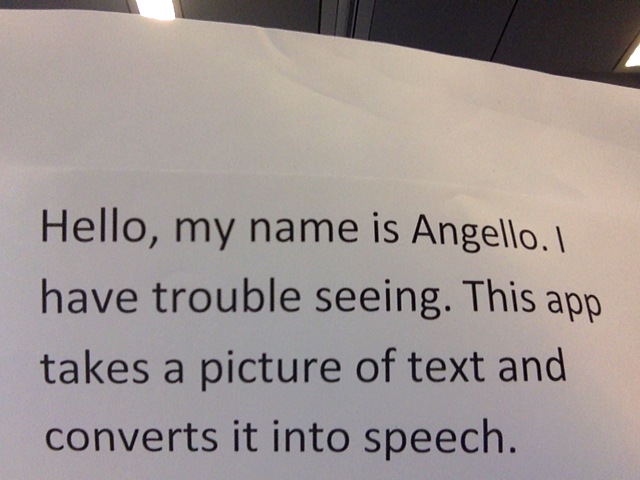 Hello, my name is Angello. I
have trouble seeing. This app
takes a picture of text and
converts it into speech.